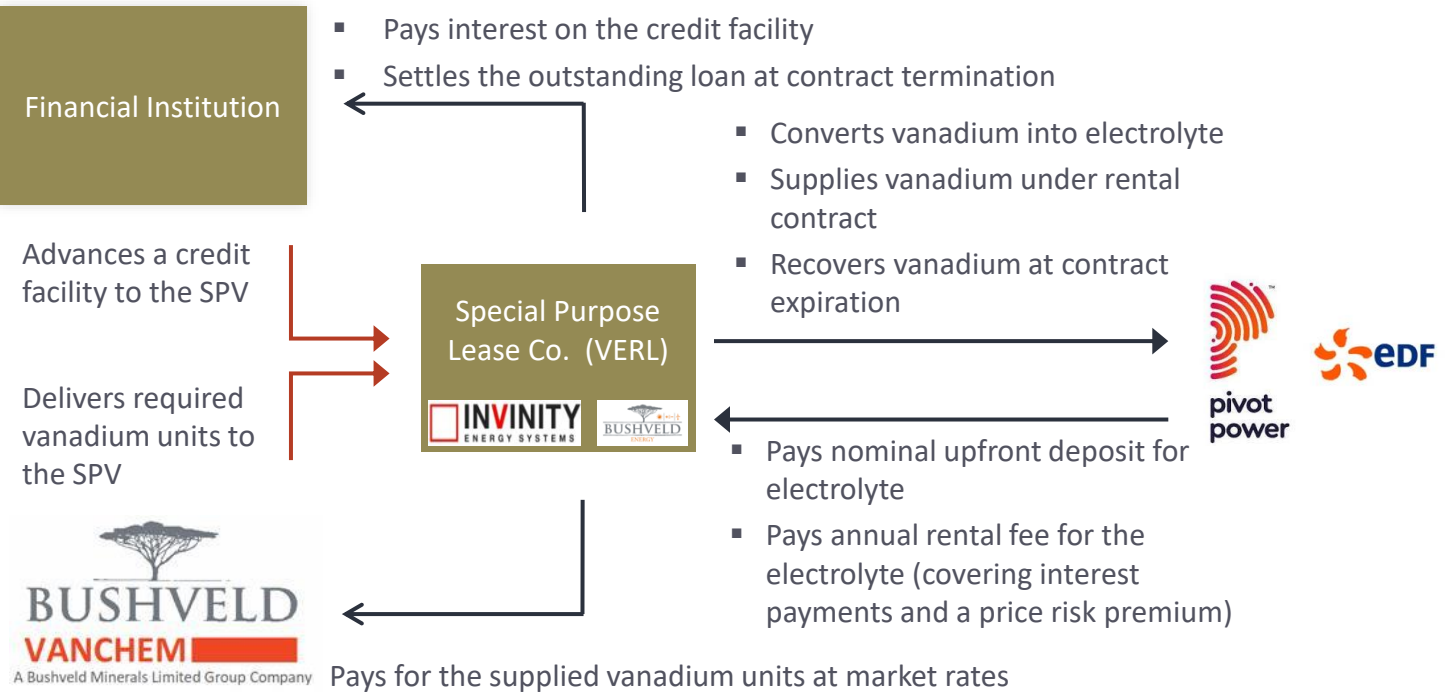 Financial Institution
▪ Pays interest on the credit facility
▪ Settles the outstanding loan at contract termination
▪ Converts vanadium into electrolyte
▪ Supplies vanadium under rental
contract
▪ Recovers vanadium at contract
expiration
Advances a credit
facility to the SPV
Special Purpose
Lease Co. (VERL)
INVINITY
ENERGY SYSTEMS
BUSHVELD
ENERGY
pivot
power
™
eDF
Delivers required
vanadium units to
the SPV
▪ Pays nominal upfront deposit for
electrolyte
▪ Pays annual rental fee for the
electrolyte (covering interest
payments and a price risk premium)
BUSHVELD
VANCHEM
A Bushveld Minerals Limited Group Company
Pays for the supplied vanadium units at market rates